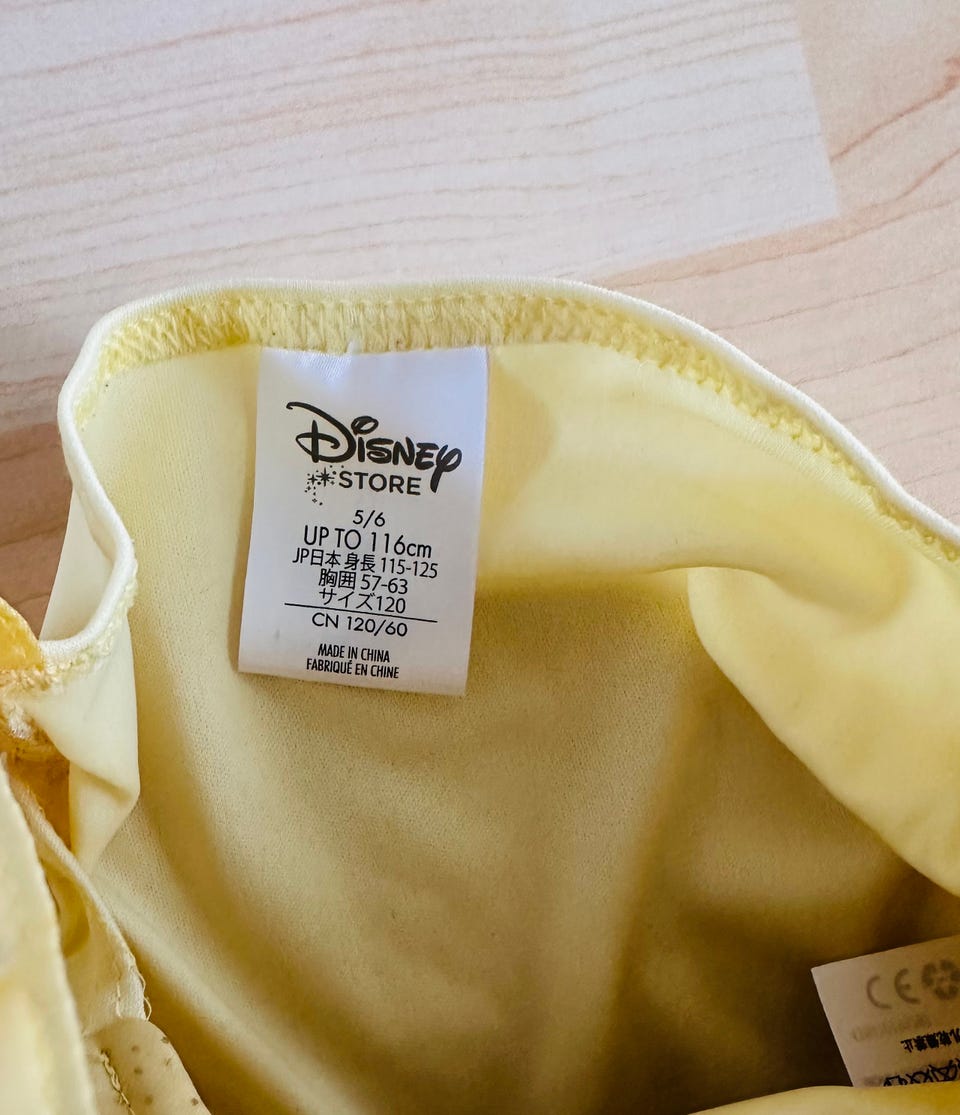 Disney
STORE
5/6
UP TO 116cm
JP日本 身長 115-125
胸囲 57-63
サイズ120
CN 120/60
MADE IN CHINA
FABRIQUÉ EN CHINE
CE